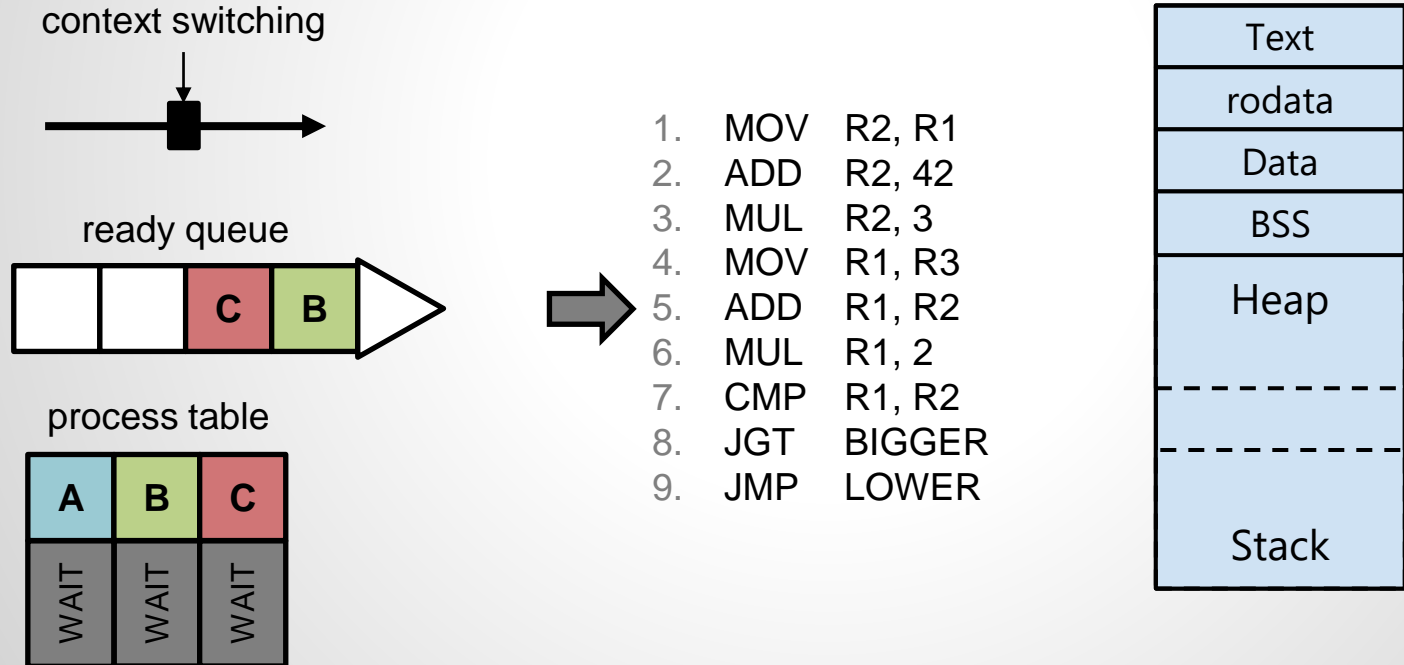 context switching
ready queue
C B
process table
A B C
WAIT WAIT WAIT
1. MOV R2, R1
2. ADD R2, 42
3. MUL R2, 3
4. MOV R1, R3
5. ADD R1, R2
6. MUL R1, 2
7. CMP R1, R2
8. JGT BIGGER
9. JMP LOWER
Text
rodata
Data
BSS
Heap
Stack